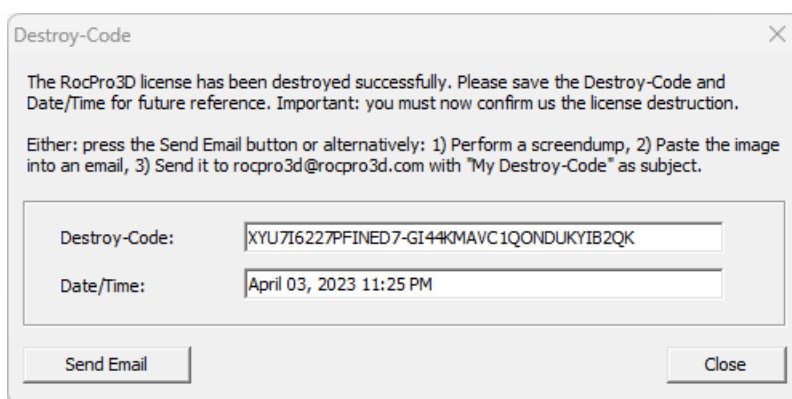 Destroy-Code
The RocPro3D license has been destroyed successfully. Please save the Destroy-Code and
Date/Time for future reference. Important: you must now confirm us the license destruction.
Either: press the Send Email button or alternatively: 1) Perform a screendump, 2) Paste the image
into an email, 3) Send it to rocpro3d@rocpro3d.com with "My Destroy-Code" as subject.
Destroy-Code: XYU7I6227PFINED7-GI44KMAVC1QONDUKYIB2QK
Date/Time: April 03, 2023 11:25 PM
Send Email Close